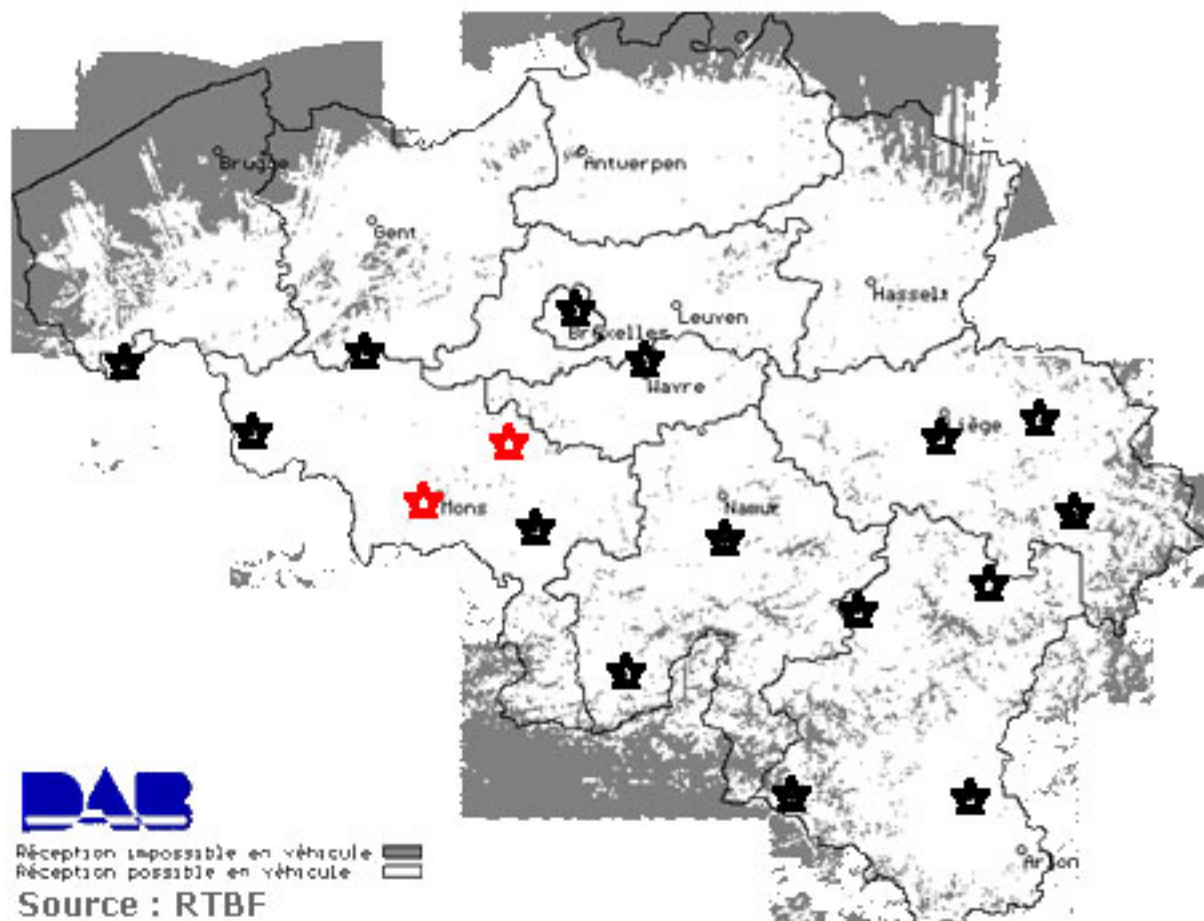 Brugge
Antwerpen
Gent
Hasselt
Leuven
Bruxelles
Wavre
Liège
Mons
Namur
Arlon
DAB
Réception impossible en véhicule
Réception possible en véhicule
Source : RTBF